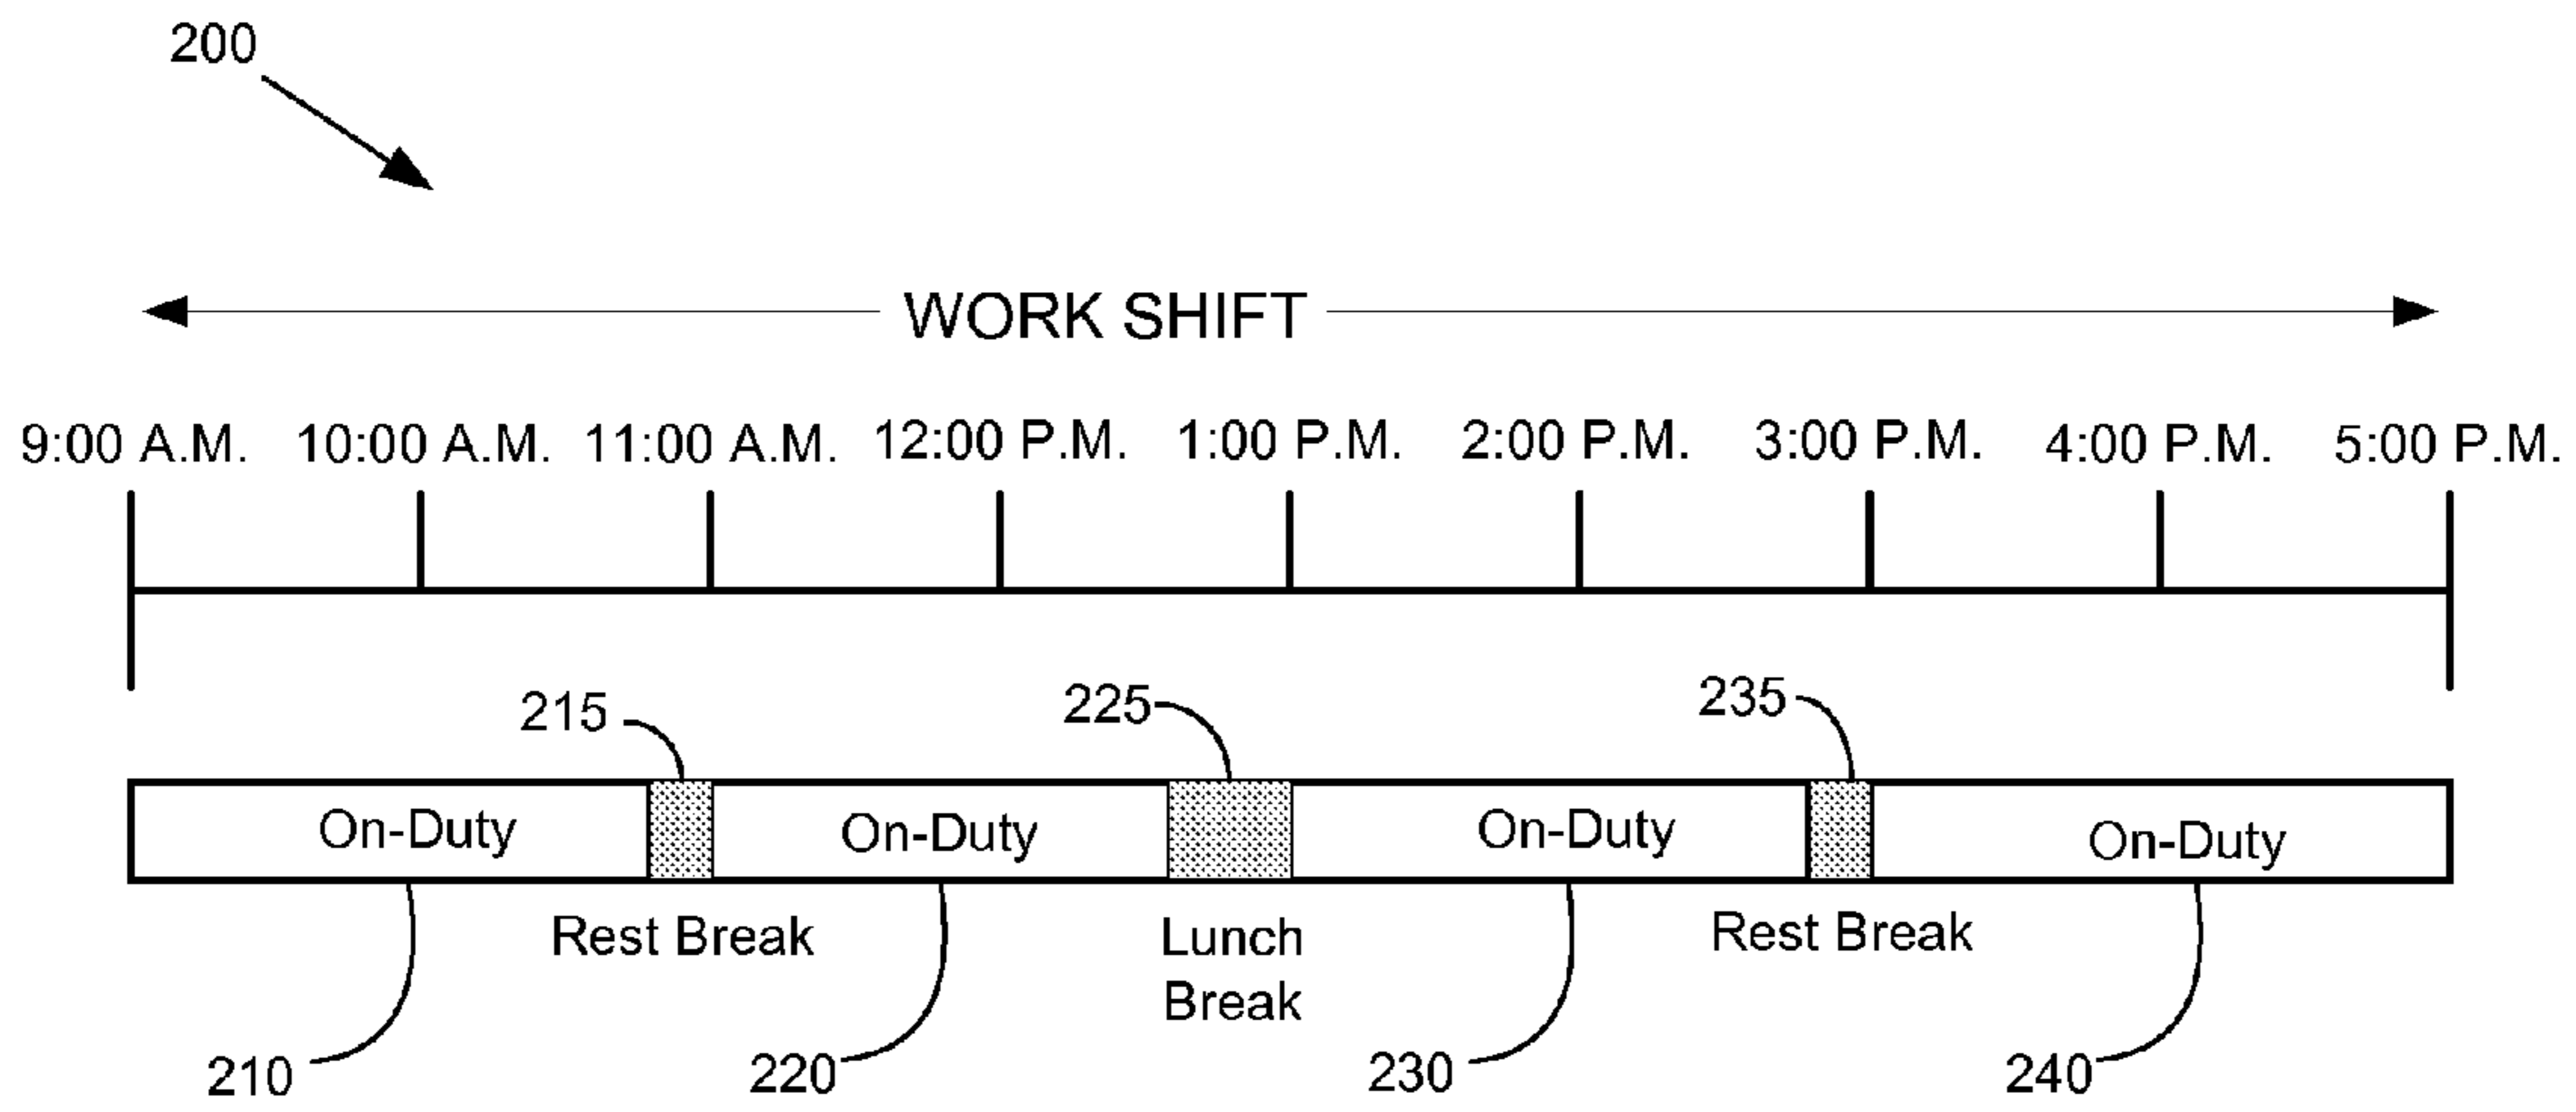 200
WORK SHIFT
9:00 A.M. 10:00 A.M. 11:00 A.M. 12:00 P.M. 1:00 P.M. 2:00 P.M. 3:00 P.M. 4:00 P.M. 5:00 P.M.
215 225 235
On-Duty On-Duty On-Duty On-Duty
Rest Break Lunch Rest Break
Break
210 220 230 240